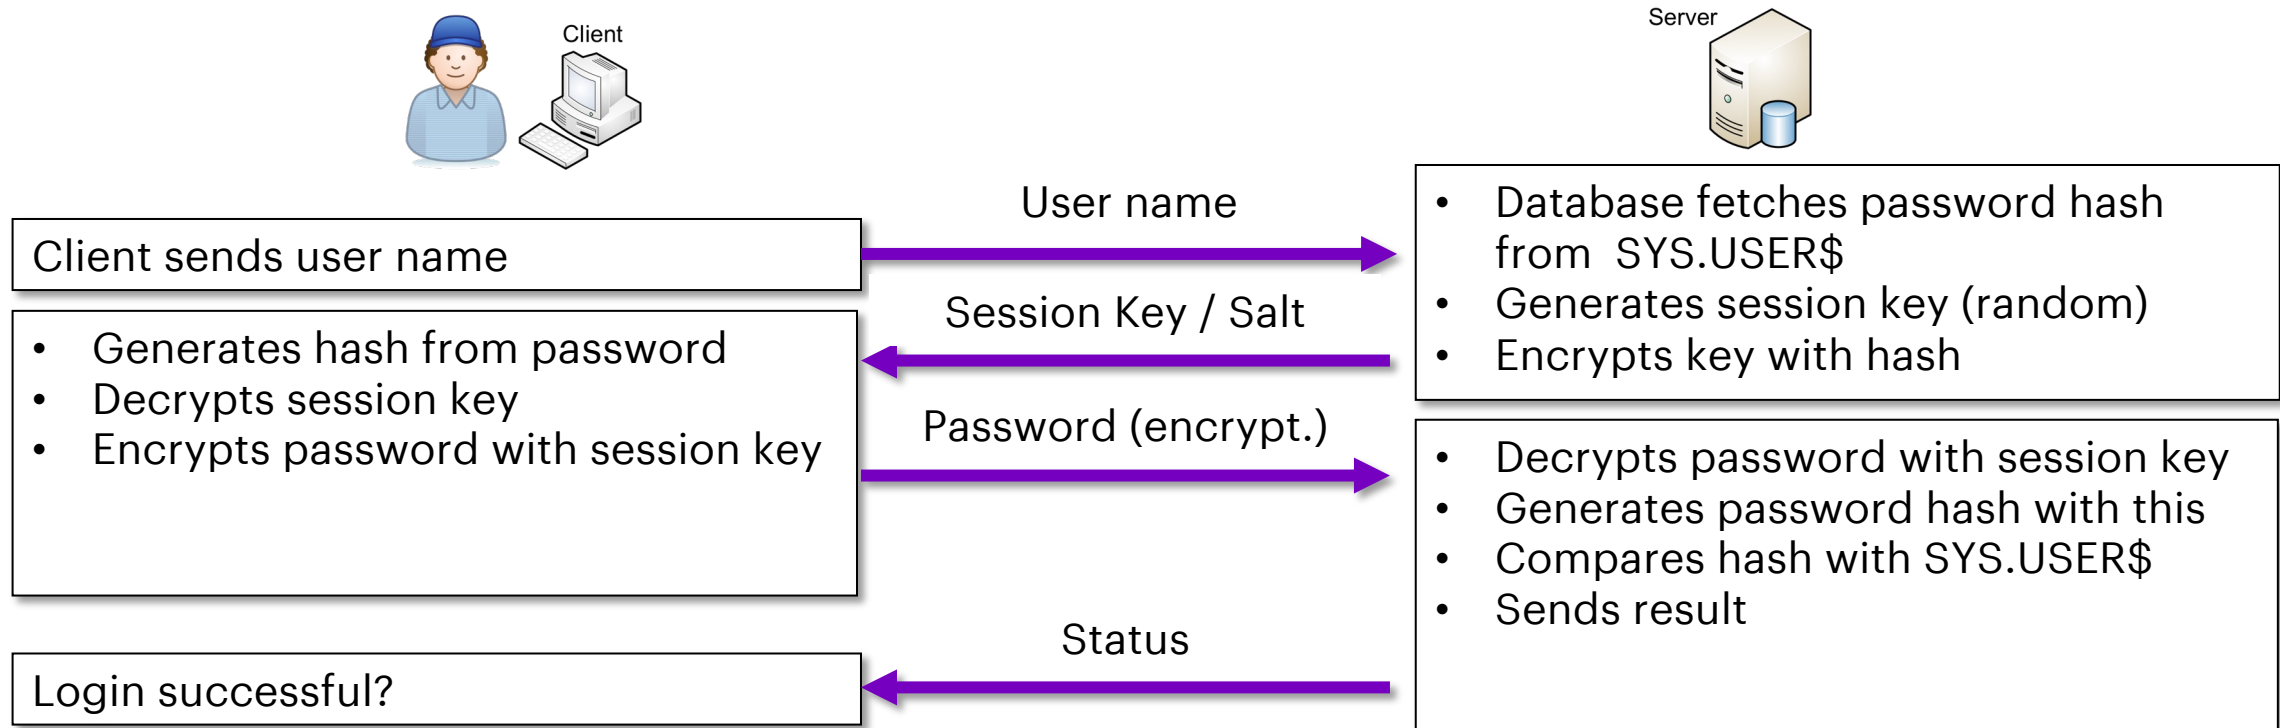 Client
Server
User name
Client sends user name
• Database fetches password hash
from SYS.USER$
• Generates session key (random)
• Encrypts key with hash
Session Key / Salt
• Generates hash from password
• Decrypts session key
• Encrypts password with session key
Password (encrypt.)
• Decrypts password with session key
• Generates password hash with this
• Compares hash with SYS.USER$
• Sends result
Status
Login successful?